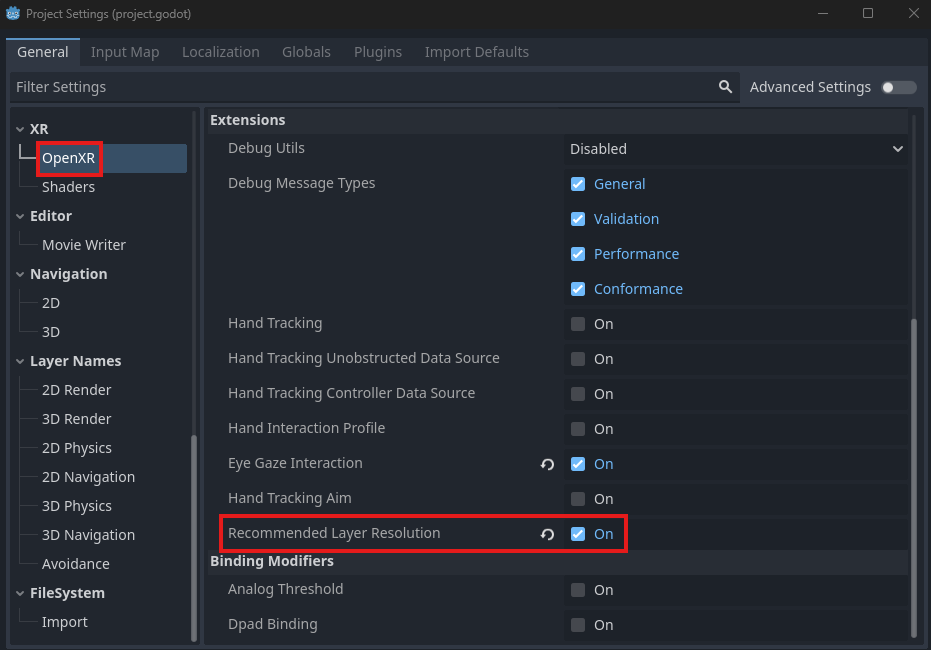 Project Settings (project.godot)
General Input Map Localization Globals Plugins Import Defaults
Filter Settings Advanced Settings
XR
OpenXR
Shaders
Editor
Movie Writer
Navigation
2D
3D
Layer Names
2D Render
3D Render
2D Physics
2D Navigation
3D Physics
3D Navigation
Avoidance
FileSystem
Import
Extensions
Debug Utils Disabled
Debug Message Types General
Validation
Performance
Conformance
Hand Tracking On
Hand Tracking Unobstructed Data Source On
Hand Tracking Controller Data Source On
Hand Interaction Profile On
Eye Gaze Interaction On
Hand Tracking Aim On
Recommended Layer Resolution On
Binding Modifiers
Analog Threshold On
Dpad Binding On